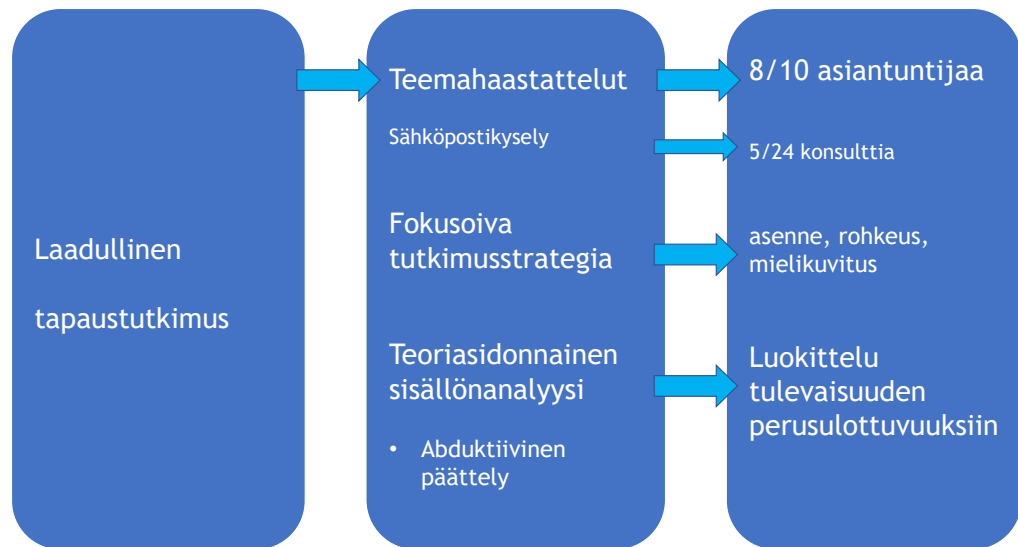 Laadullinen
tapaustutkimus
Teemahaastattelut
Sähköpostikysely
Fokusoiva
tutkimusstrategia
Teoriasidonnainen
sisällönanalyysi
• Abduktiivinen
päättely
8/10 asiantuntijaa
5/24 konsulttia
asenne, rohkeus,
mielikuvitus
Luokittelu
tulevaisuuden
perusulottuvuuksiin